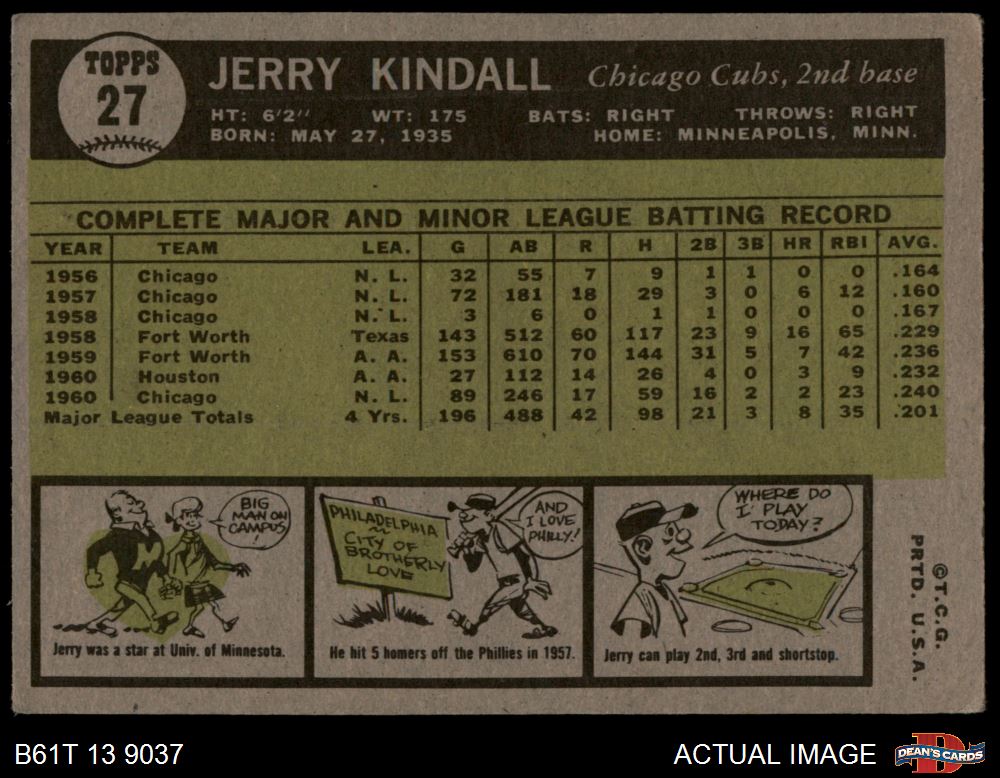 TOPPS
27
JERRY KINDALL Chicago Cubs, 2nd base
HT: 6'2" WT: 175 BATS: RIGHT THROWS: RIGHT
BORN: MAY 27, 1935 HOME: MINNEAPOLIS, MINN.
COMPLETE MAJOR AND MINOR LEAGUE BATTING RECORD
YEAR TEAM LEA. G AB R H 2B 3B HR RBI AVG.
1956 Chicago N. L. 32 55 7 9 1 1 0 0 .164
1957 Chicago N. L. 72 181 18 29 3 0 6 12 .160
1958 Chicago N. L. 3 6 0 1 1 0 0 0 .167
1958 Fort Worth Texas 143 512 60 117 23 9 16 65 .229
1959 Fort Worth A. A. 153 610 70 144 31 5 7 42 .236
1960 Houston A. A. 27 112 14 26 4 0 3 9 .232
1960 Chicago N. L. 89 246 17 59 16 2 2 23 .240
Major League Totals 4 Yrs. 196 488 42 98 21 3 8 35 .201
BIG
MAN ON
CAMPUS!
Jerry was a star at Univ. of Minnesota.
PHILADELPHIA
CITY OF
BROTHERLY
LOVE
AND
I LOVE
PHILLY!
He hit 5 homers off the Phillies in 1957.
WHERE DO
I PLAY
TODAY?
Jerry can play 2nd, 3rd and shortstop.
©T.C.G.
PRTD. U.S.A.
B61T 13 9037 ACTUAL IMAGE
DEAN'S CARDS